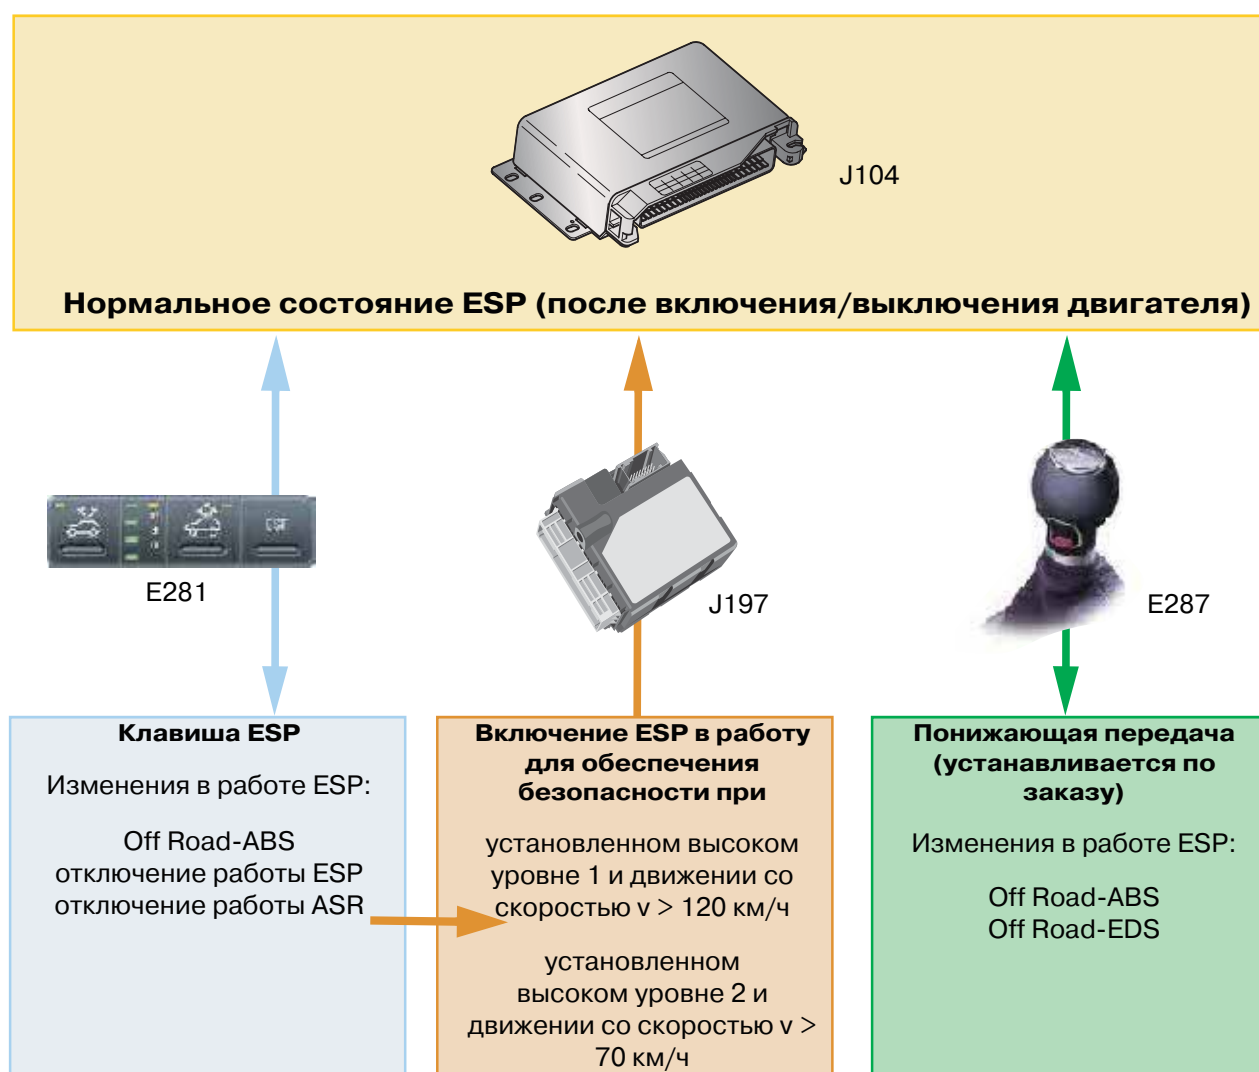 J104
Нормальное состояние ESP (после включения/выключения двигателя)
E281
J197
E287
Клавиша ESP
Изменения в работе ESP:
Off Road-ABS
отключение работы ESP
отключение работы ASR
Включение ESP в работу
для обеспечения
безопасности при
установленном высоком
уровне 1 и движении со
скоростью v > 120 км/ч
установленном
высоком уровне 2 и
движении со скоростью v >
70 км/ч
Понижающая передача
(устанавливается по
заказу)
Изменения в работе ESP:
Off Road-ABS
Off Road-EDS